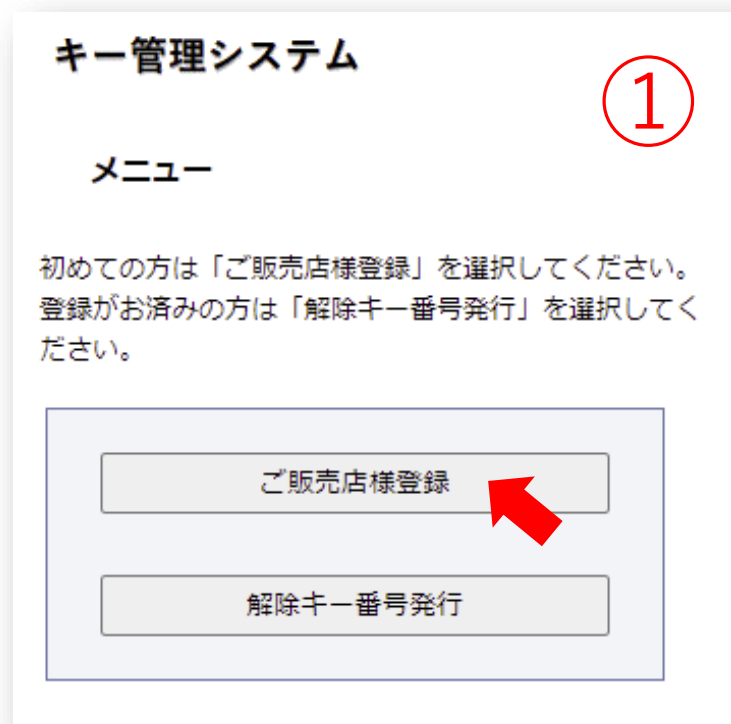 キー管理システム
①
メニュー
初めての方は「ご販売店様登録」を選択してください。
登録がお済みの方は「解除キー番号発行」を選択してく
ださい。
ご販売店様登録
解除キー番号発行